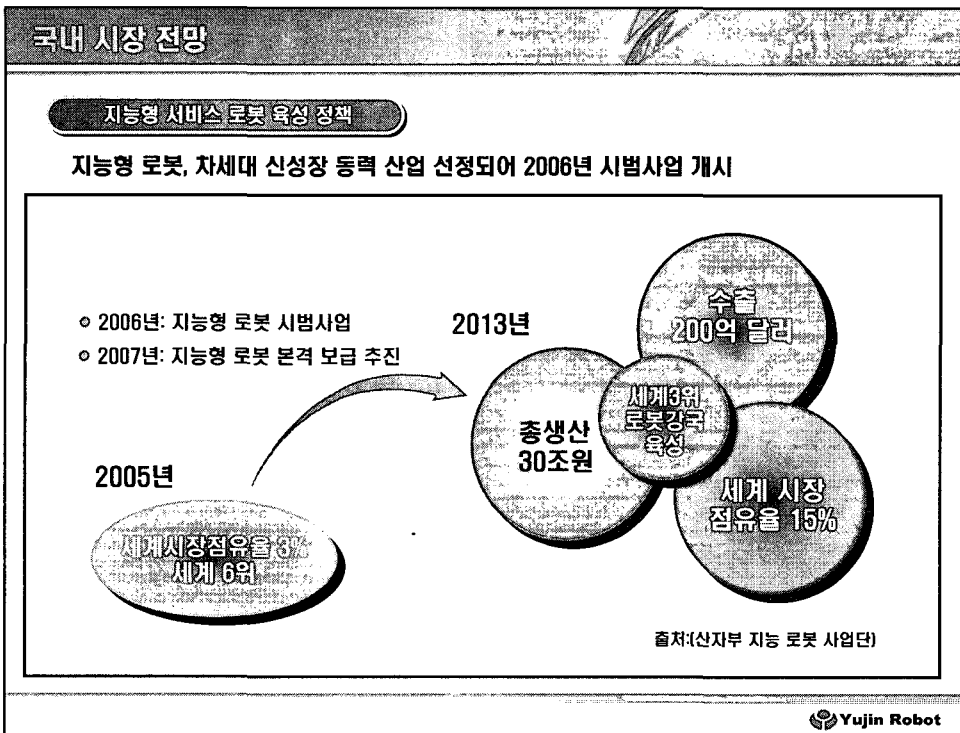 국내 시장 전망
지능형 서비스 로봇 육성 정책
지능형 로봇, 차세대 신성장 동력 산업 선정되어 2006년 시범사업 개시
2006년: 지능형 로봇 시범사업
2007년: 지능형 로봇 본격 보급 추진
2013년
수출
200억 달러
세계3위
로봇강국
육성
총생산
30조원
세계 시장
점유율 15%
2005년
세계시장점유율 3%
세계 6위
출처:(산자부 지능 로봇 사업단)
Yujin Robot